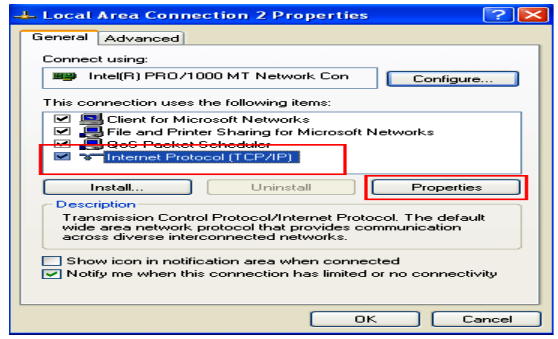 Local Area Connection 2 Properties
General Advanced
Connect using:
Intel(R) PRO/1000 MT Network Con Configure...
This connection uses the following items:
Client for Microsoft Networks
File and Printer Sharing for Microsoft Networks
QoS Packet Scheduler
Internet Protocol (TCP/IP)
Install... Uninstall Properties
Description
Transmission Control Protocol/Internet Protocol. The default
wide area network protocol that provides communication
across diverse interconnected networks.
Show icon in notification area when connected
Notify me when this connection has limited or no connectivity
OK Cancel